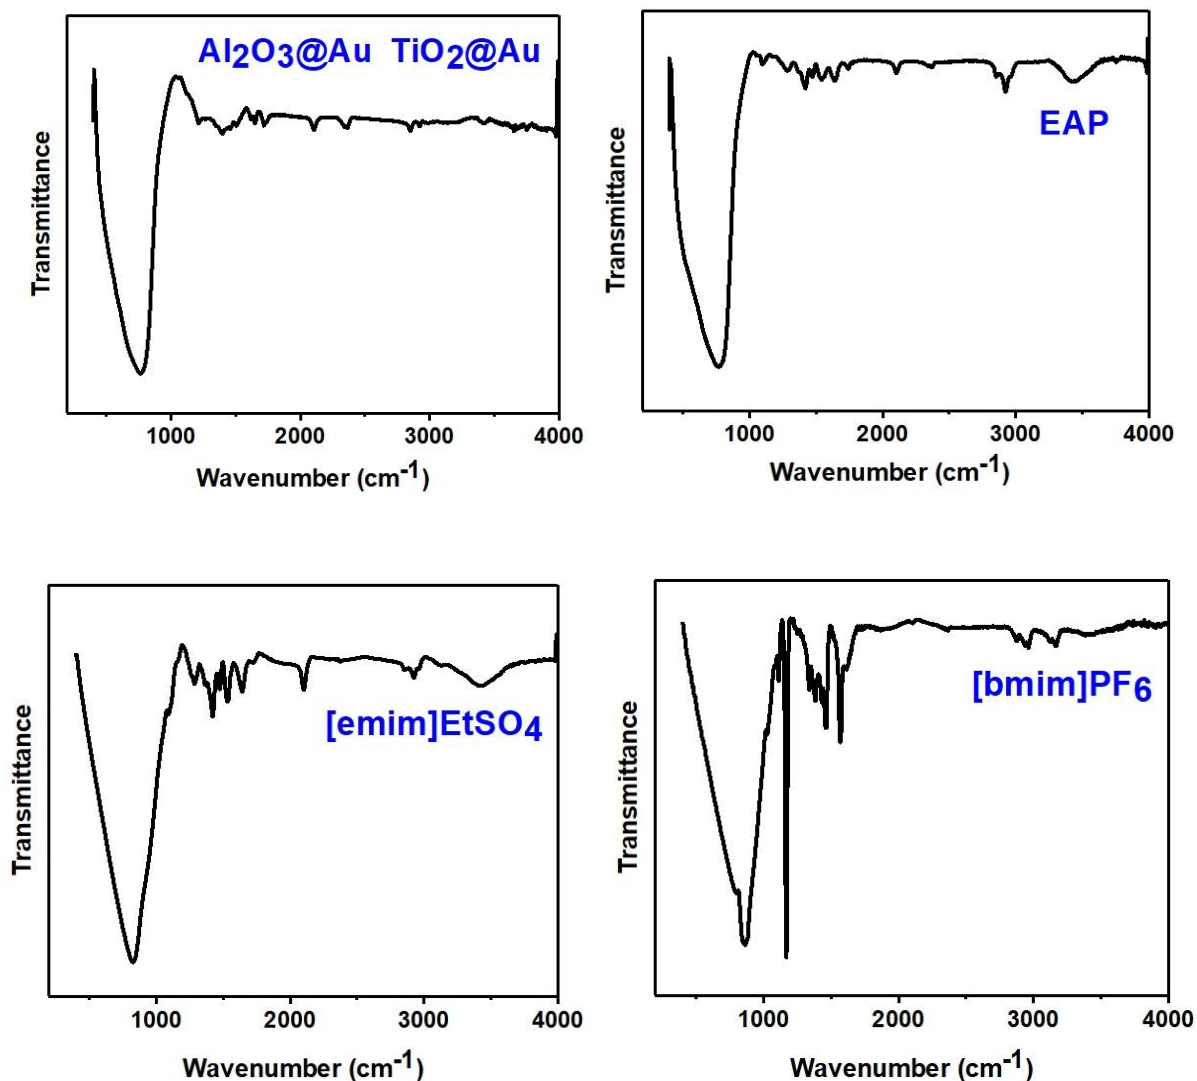 Al2O3@Au TiO2@Au
Transmittance
1000 2000 3000 4000
Wavenumber (cm-1)
EAP
Transmittance
1000 2000 3000 4000
Wavenumber (cm-1)
[emim]EtSO4
Transmittance
1000 2000 3000 4000
Wavenumber (cm-1)
[bmim]PF6
Transmittance
1000 2000 3000 4000
Wavenumber (cm-1)